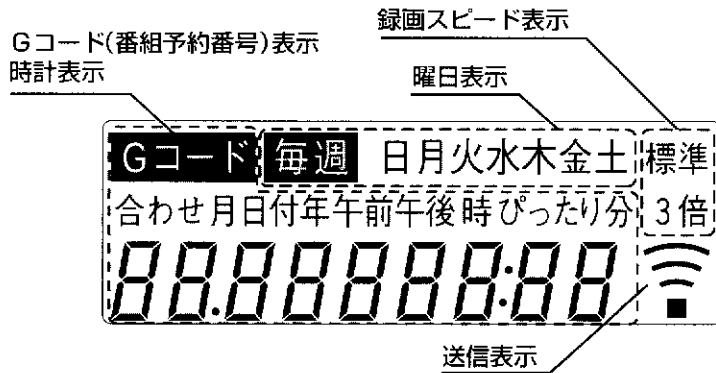 録画スピード表示
Gコード(番組予約番号)表示
時計表示
曜日表示
Gコード 毎週 日月火水木金土 標準
合わせ月日付年午前午後時ぴったり分 3倍
88.88888:88
送信表示